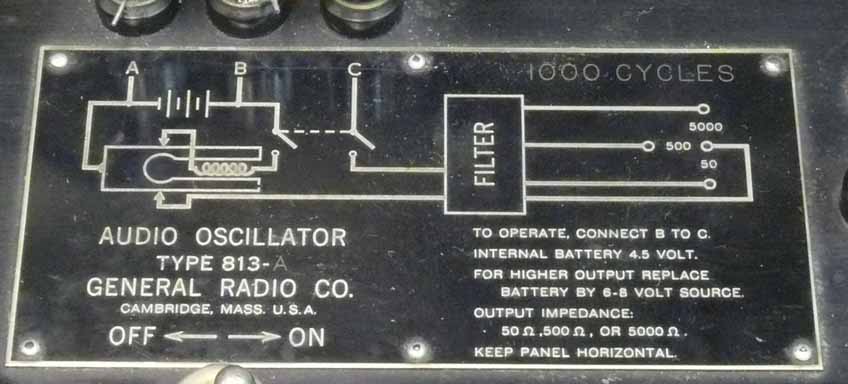 A B C
1000 CYCLES
FILTER
5000
500
50
AUDIO OSCILLATOR
TYPE 813-A
GENERAL RADIO CO.
CAMBRIDGE, MASS. U.S.A.
OFF ← → ON
TO OPERATE, CONNECT B TO C.
INTERNAL BATTERY 4.5 VOLT.
FOR HIGHER OUTPUT REPLACE
BATTERY BY 6-8 VOLT SOURCE.
OUTPUT IMPEDANCE:
50 Ω, 500 Ω, OR 5000 Ω.
KEEP PANEL HORIZONTAL.